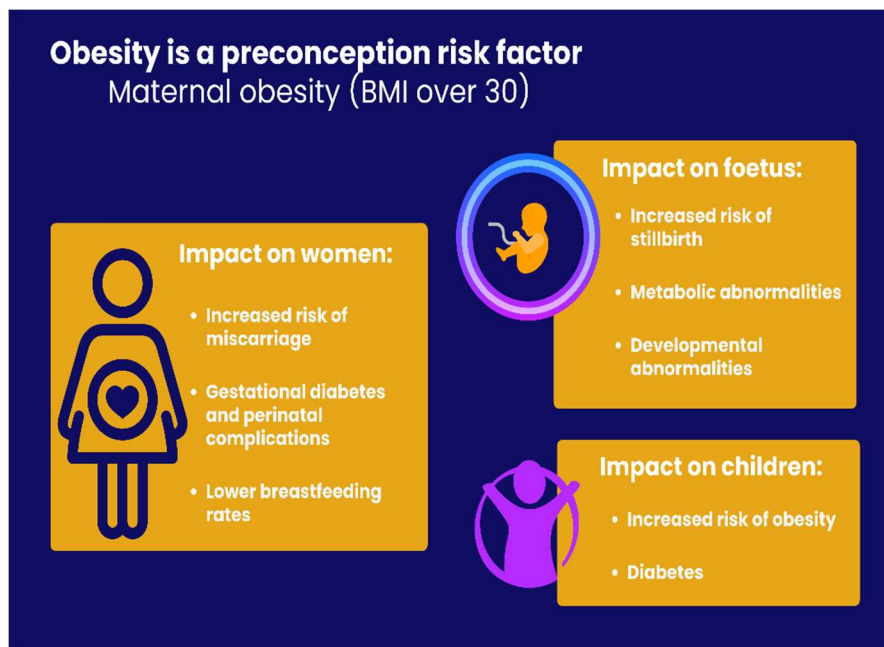 Obesity is a preconception risk factor
Maternal obesity (BMI over 30)
Impact on women:
• Increased risk of
miscarriage
• Gestational diabetes
and perinatal
complications
• Lower breastfeeding
rates
Impact on foetus:
• Increased risk of
stillbirth
• Metabolic abnormalities
• Developmental
abnormalities
Impact on children:
• Increased risk of obesity
• Diabetes